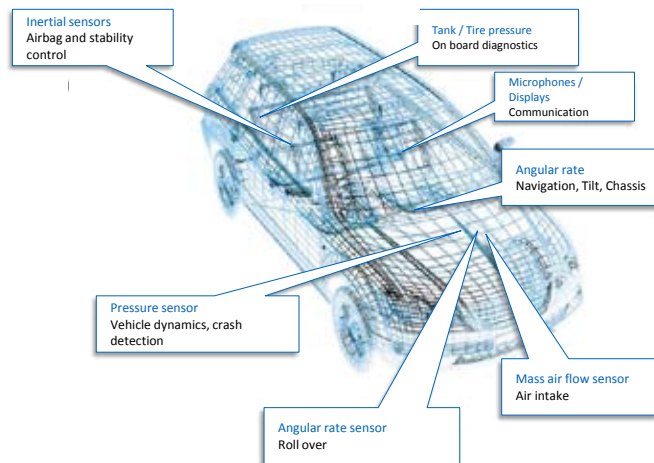 Inertial sensors
Airbag and stability
control
Tank / Tire pressure
On board diagnostics
Microphones /
Displays
Communication
Angular rate
Navigation, Tilt, Chassis
Pressure sensor
Vehicle dynamics, crash
detection
Mass air flow sensor
Air intake
Angular rate sensor
Roll over